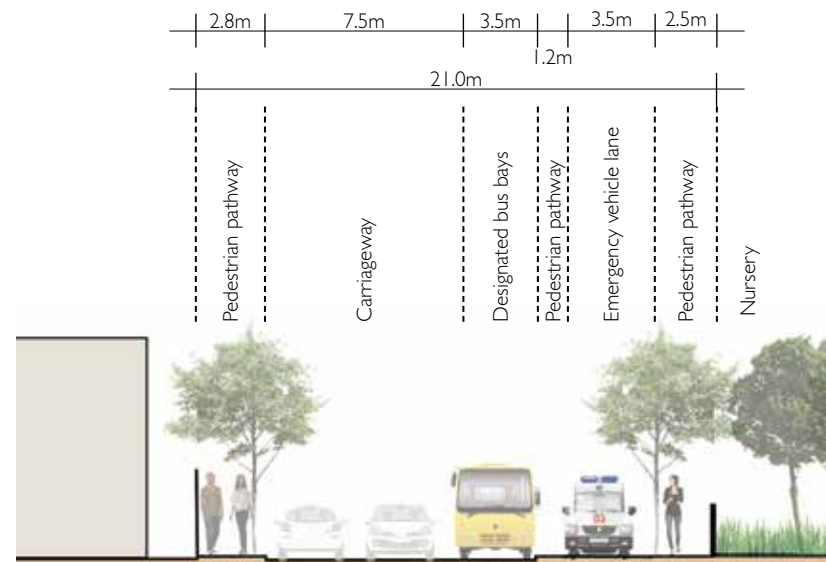 2.8m 7.5m 3.5m 3.5m 2.5m
1.2m
21.0m
Pedestrian pathway
Carriageway
Designated bus bays
Pedestrian pathway
Emergency vehicle lane
Pedestrian pathway
Nursery
03